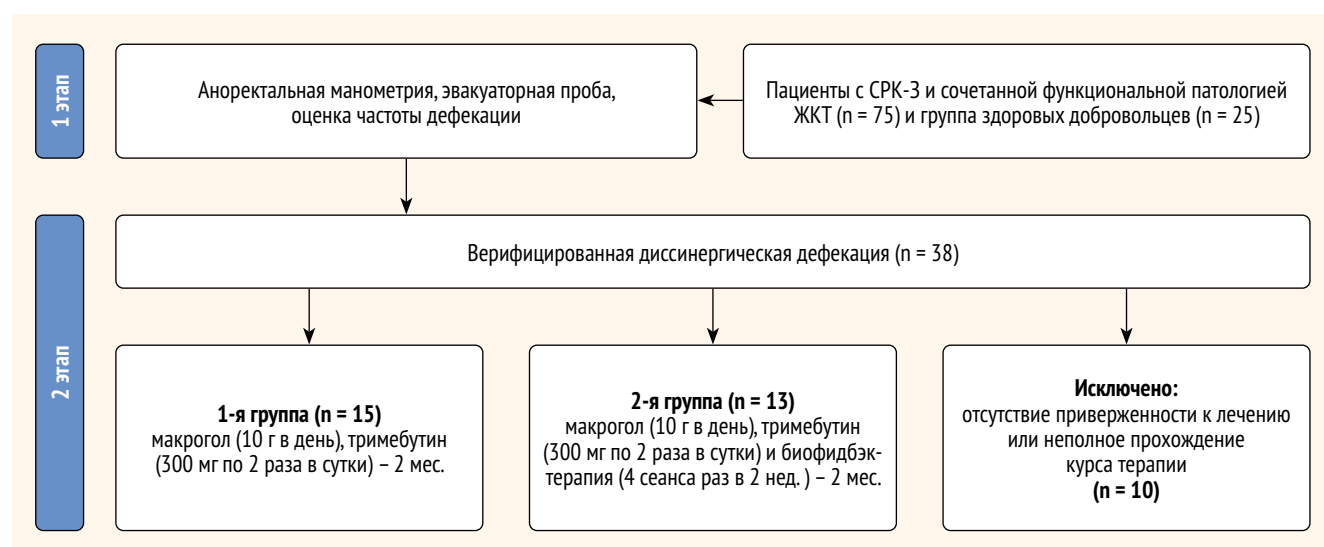 1 этап
Аноректальная манометрия, эвакуаторная проба,
оценка частоты дефекации
Пациенты с СРК-З и сочетанной функциональной патологией
ЖКТ (n = 75) и группа здоровых добровольцев (n = 25)
2 этап
Верифицированная диссинергическая дефекация (n = 38)
1-я группа (n = 15)
макрогол (10 г в день), тримебутин
(300 мг по 2 раза в сутки) – 2 мес.
2-я группа (n = 13)
макрогол (10 г в день), тримебутин
(300 мг по 2 раза в сутки) и биофидбэк-
терапия (4 сеанса раз в 2 нед. ) – 2 мес.
Исключено:
отсутствие приверженности к лечению
или неполное прохождение
курса терапии
(n = 10)